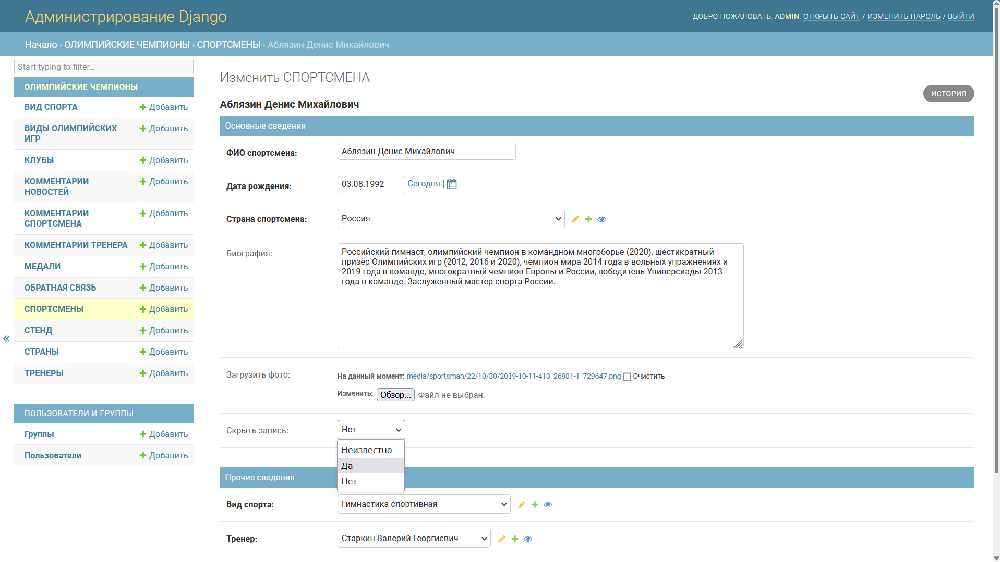 Администрирование Django
ДОБРО ПОЖАЛОВАТЬ, ADMIN. ОТКРЫТЬ САЙТ / ИЗМЕНИТЬ ПАРОЛЬ / ВЫЙТИ
Начало › ОЛИМПИЙСКИЕ ЧЕМПИОНЫ › СПОРТСМЕНЫ › Аблязин Денис Михайлович
Start typing to filter...
ОЛИМПИЙСКИЕ ЧЕМПИОНЫ
ВИД СПОРТА Добавить
ВИДЫ ОЛИМПИЙСКИХ Добавить
ИГР
КЛУБЫ Добавить
КОММЕНТАРИИ Добавить
НОВОСТЕЙ
КОММЕНТАРИИ Добавить
СПОРТСМЕНА
КОММЕНТАРИИ ТРЕНЕРА Добавить
МЕДАЛИ Добавить
ОБРАТНАЯ СВЯЗЬ Добавить
СПОРТСМЕНЫ Добавить
СТЕНД Добавить
«
СТРАНЫ Добавить
ТРЕНЕРЫ Добавить
ПОЛЬЗОВАТЕЛИ И ГРУППЫ
Группы Добавить
Пользователи Добавить
Изменить СПОРТСМЕНА
ИСТОРИЯ
Аблязин Денис Михайлович
Основные сведения
ФИО спортсмена: Аблязин Денис Михайлович
Дата рождения: 03.08.1992 Сегодня |
Страна спортсмена: Россия
Биография:
Российский гимнаст, олимпийский чемпион в командном многоборье (2020), шестикратный
призёр Олимпийских игр (2012, 2016 и 2020), чемпион мира 2014 года в вольных упражнениях и
2019 года в команде, многократный чемпион Европы и России, победитель Универсиады 2013
года в команде. Заслуженный мастер спорта России.
Загрузить фото: На данный момент: media/sportsman/22/10/30/2019-10-11-413_26981-1_729647.png Очистить
Изменить: Обзор... Файл не выбран.
Скрыть запись: Нет
Неизвестно
Да
Нет
Прочие сведения
Вид спорта: Гимнастика спортивная
Тренер: Старкин Валерий Георгиевич